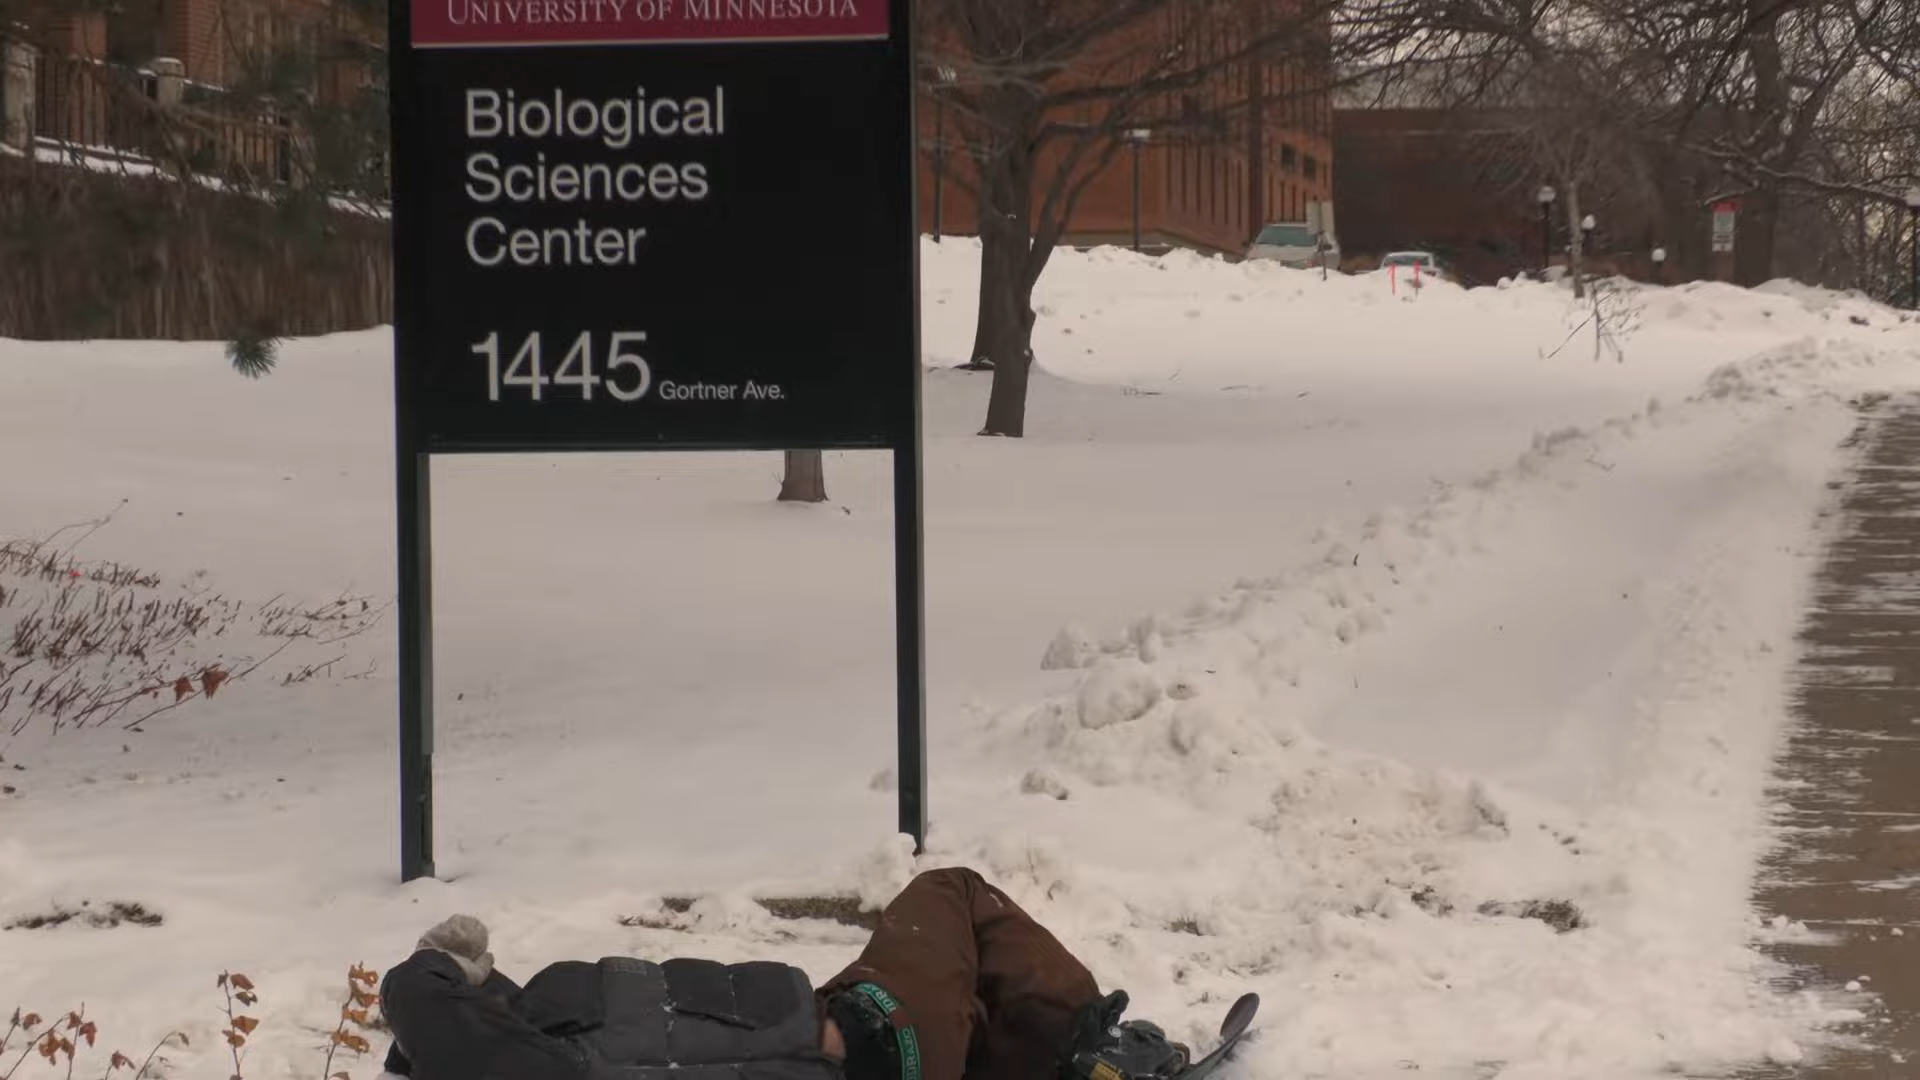 UNIVERSITY OF MINNESOTA
Biological
Sciences
Center
1445 Gortner Ave.